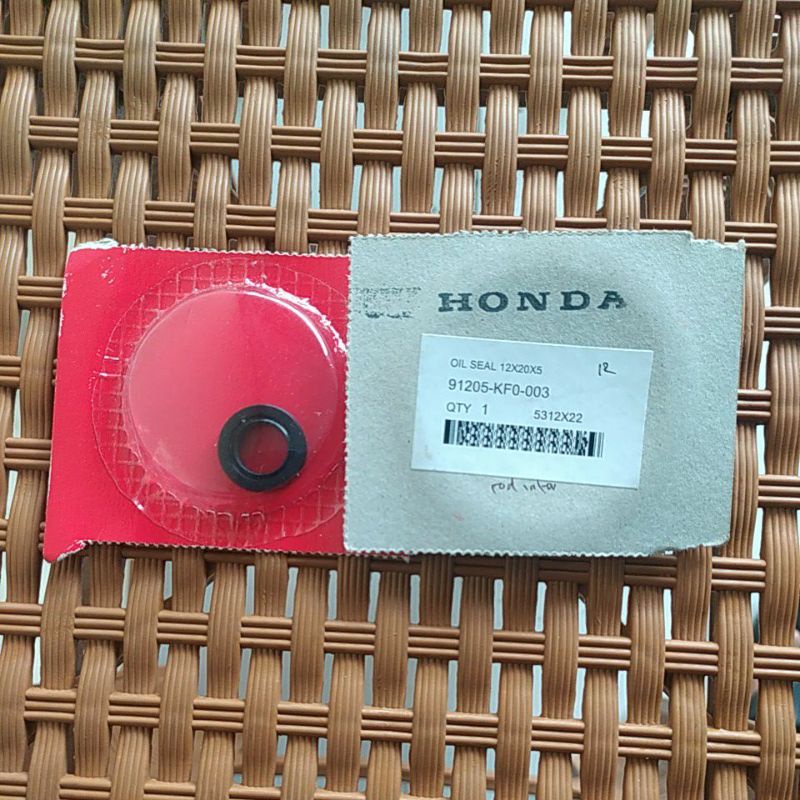 HONDA
OIL SEAL 12X20X5
12
91205-KF0-003
QTY 1 5312X22